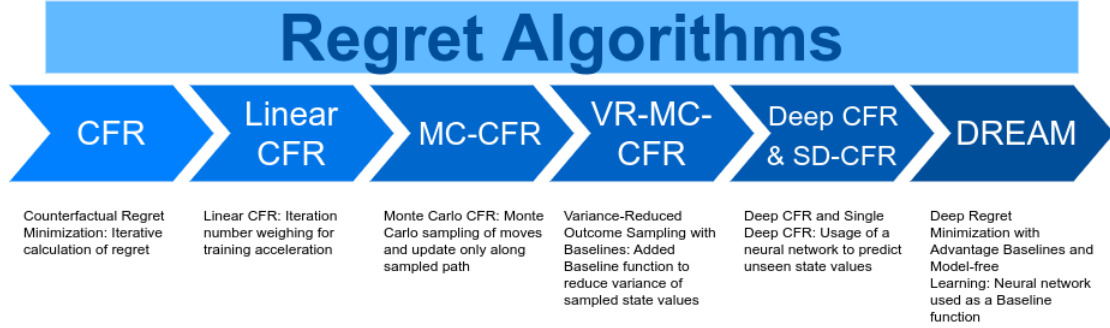 Regret Algorithms
CFR
Linear
CFR
MC-CFR
VR-MC-
CFR
Deep CFR
& SD-CFR
DREAM
Counterfactual Regret
Minimization: Iterative
calculation of regret
Linear CFR: Iteration
number weighing for
training acceleration
Monte Carlo CFR: Monte
Carlo sampling of moves
and update only along
sampled path
Variance-Reduced
Outcome Sampling with
Baselines: Added
Baseline function to
reduce variance of
sampled state values
Deep CFR and Single
Deep CFR: Usage of a
neural network to predict
unseen state values
Deep Regret
Minimization with
Advantage Baselines and
Model-free
Learning: Neural network
used as a Baseline
function